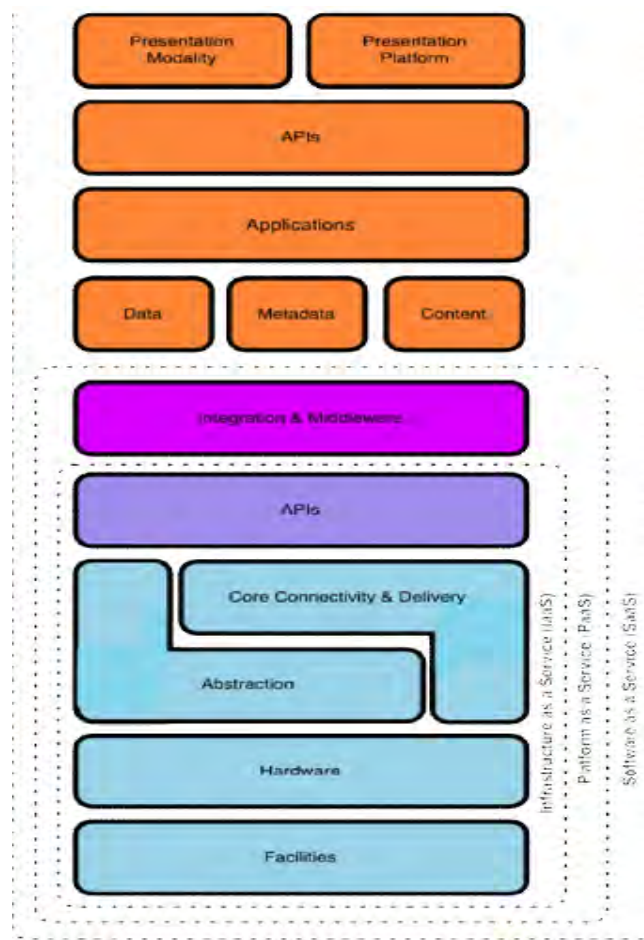 Presentation
Modality
Presentation
Platform
APIs
Applications
Data
Metadata
Content
Integration & Middleware
APIs
Core Connectivity & Delivery
Abstraction
Hardware
Facilities
Infrastructure as a Service (IaaS)
Platform as a Service (PaaS)
Software as a Service (SaaS)